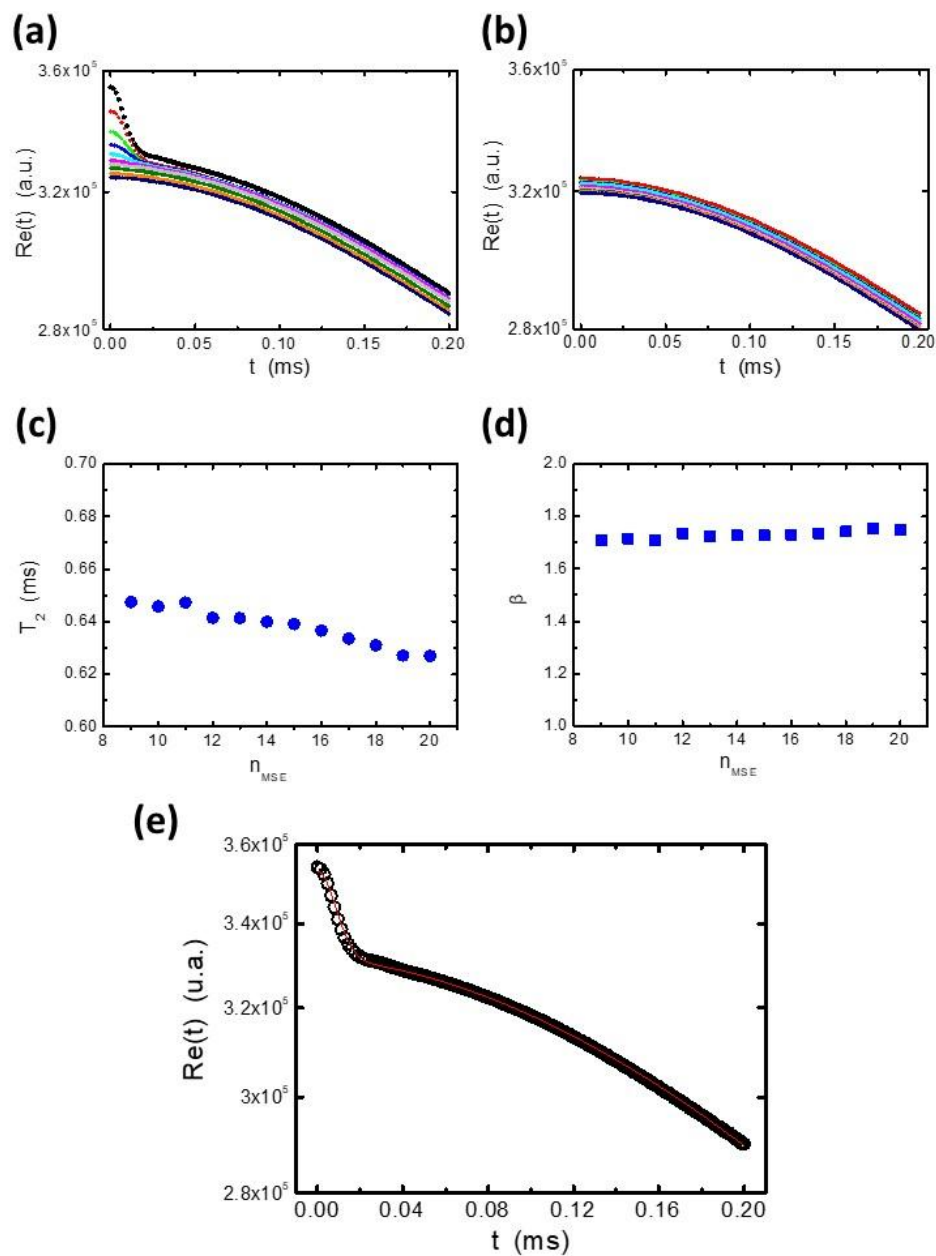 (a)
(b)
3.6x10⁵
3.2x10⁵
2.8x10⁵
Re(t) (a.u.)
0.00 0.05 0.10 0.15 0.20
t (ms)
3.6x10⁵
3.2x10⁵
2.8x10⁵
Re(t) (a.u.)
0.00 0.05 0.10 0.15 0.20
t (ms)
(c)
(d)
0.70
0.68
0.66
0.64
0.62
0.60
T₂ (ms)
8 10 12 14 16 18 20
n_MSE
2.0
1.8
1.6
1.4
1.2
1.0
β
8 10 12 14 16 18 20
n_MSE
(e)
3.6x10⁵
3.4x10⁵
3.2x10⁵
3x10⁵
2.8x10⁵
Re(t) (u.a.)
0.00 0.04 0.08 0.12 0.16 0.20
t (ms)